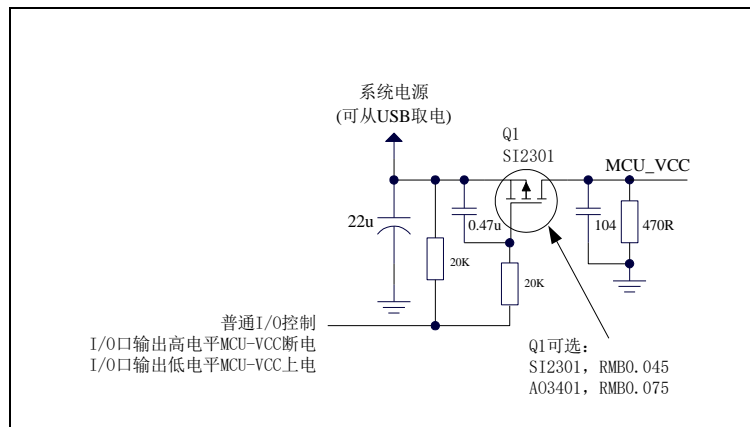 系统电源
(可从USB取电)
Q1
SI2301
MCU_VCC
22u
0.47u
104
470R
20K
20K
普通I/O控制
I/O口输出高电平MCU-VCC断电
I/O口输出低电平MCU-VCC上电
Q1可选:
SI2301, RMB0.045
AO3401, RMB0.075